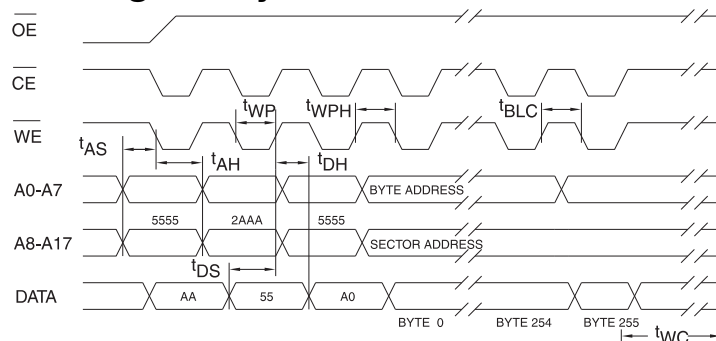 OE
CE
tWP tWPH tBLC
WE
tAS
tAH tDH
A0-A7 BYTE ADDRESS
5555 2AAA 5555
A8-A17 SECTOR ADDRESS
tDS
DATA AA 55 A0
BYTE 0 BYTE 254 BYTE 255
tWC